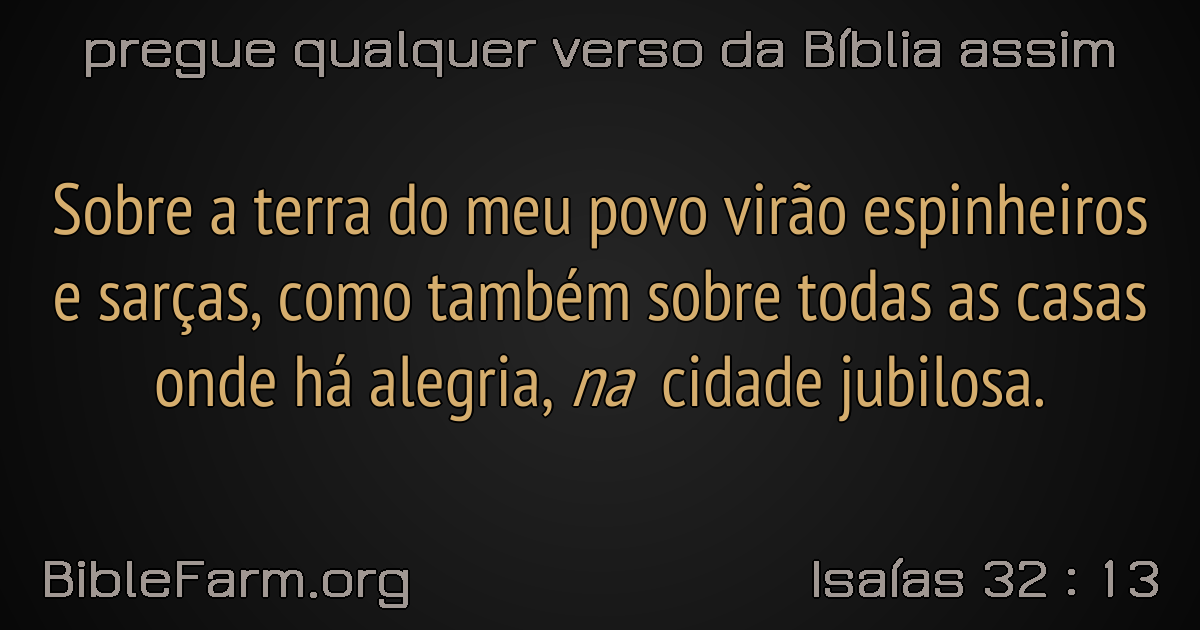 pregue qualquer verso da Bíblia assim
Sobre a terra do meu povo virão espinheiros
e sarças, como também sobre todas as casas
onde há alegria, na cidade jubilosa.
BibleFarm.org
Isaías 32 : 13